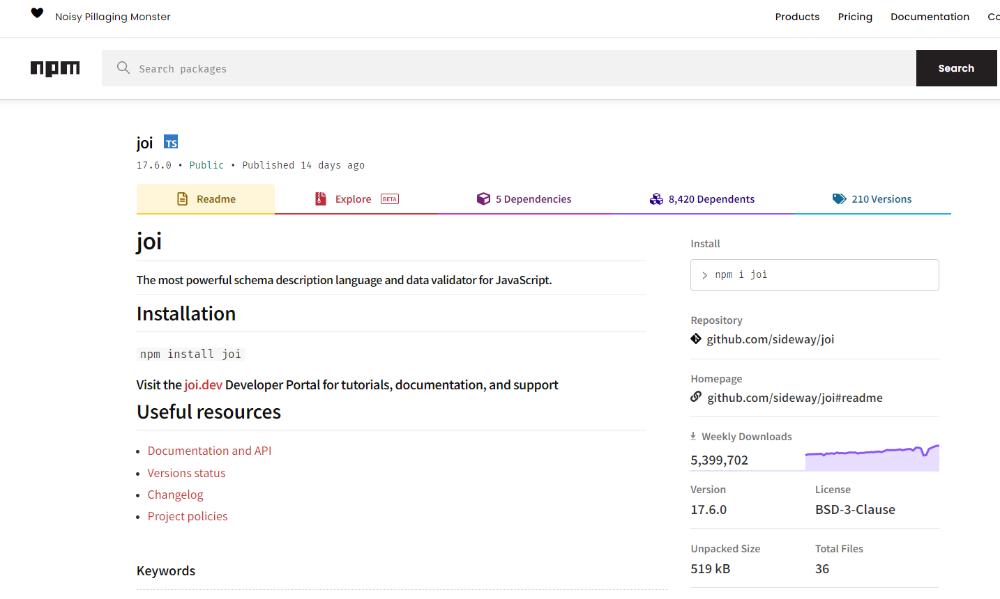 Noisy Pillaging Monster
Products Pricing Documentation
npm
Search packages
Search
joi TS
17.6.0 • Public • Published 14 days ago
Readme
Explore BETA
5 Dependencies
8,420 Dependents
210 Versions
joi
The most powerful schema description language and data validator for JavaScript.
Installation
npm install joi
Visit the joi.dev Developer Portal for tutorials, documentation, and support
Useful resources
• Documentation and API
• Versions status
• Changelog
• Project policies
Keywords
Install
npm i joi
Repository
github.com/sideway/joi
Homepage
github.com/sideway/joi#readme
Weekly Downloads
5,399,702
Version License
17.6.0 BSD-3-Clause
Unpacked Size Total Files
519 kB 36